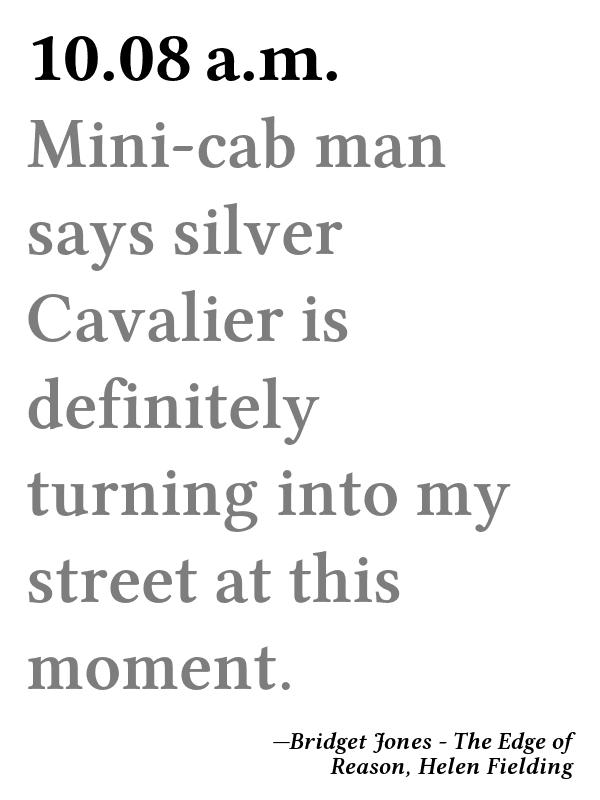 10.08 a.m.
Mini-cab man
says silver
Cavalier is
definitely
turning into my
street at this
moment.
—Bridget Jones - The Edge of
Reason, Helen Fielding